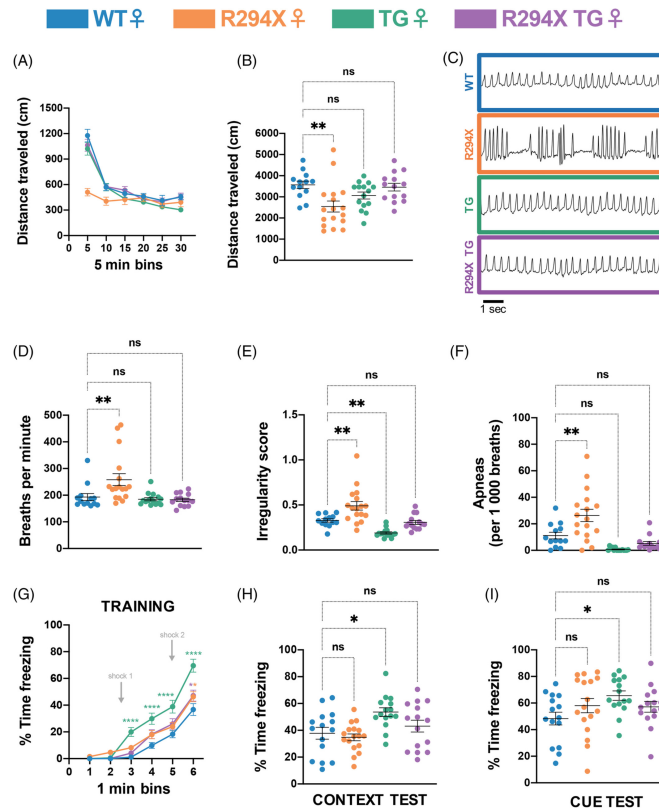 WT♀ R294X♀ TG♀ R294X TG♀
(A)
Distance traveled (cm)
1500
1200
900
600
300
0
0 5 10 15 20 25 30
5 min bins
(B)
ns
ns
**
Distance traveled (cm)
6000
5000
4000
3000
2000
1000
0
(C)
WT
R294X
TG
R294X TG
1 sec
(D)
ns
ns
**
Breaths per minute
500
400
300
200
100
0
(E)
ns
**
**
Irregularity score
1.5
1.0
0.5
0.0
(F)
ns
ns
**
Apneas
(per 1 000 breaths)
100
80
60
40
20
0
(G)
TRAINING
shock 1
shock 2
**** **** **** ****
% Time freezing
100
80
60
40
20
0
0 1 2 3 4 5 6
1 min bins
(H)
ns
*
ns
% Time freezing
100
80
60
40
20
0
CONTEXT TEST
(I)
ns
*
ns
% Time freezing
100
80
60
40
20
0
CUE TEST